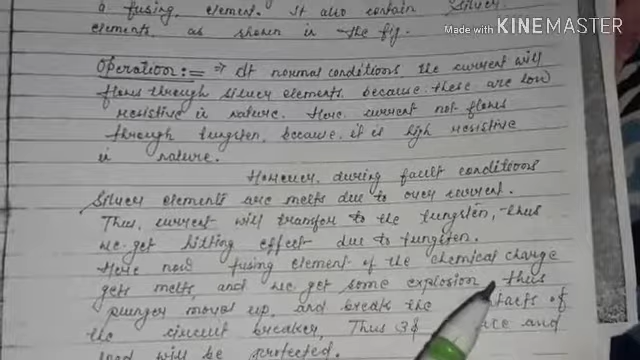 a fusing element. It also contain silver
elements as shown in the fig.
Made with KINEMASTER
Operation:- ⇒ At normal conditions the current will
flows through silver elements because these are low
resistive in nature. Here current not flows
through tungsten because it is high resistive
in nature.
However, during fault conditions
silver elements are melts due to over current.
Thus, current will transfer to the tungsten, thus
we get hitting effect due to tungsten.
Here now fusing element of the chemical charge
gets melts, and we get some explosion, thus
plunger moves up, and break the
the circuit breaker, Thus 3ϕ and
load will be protected.